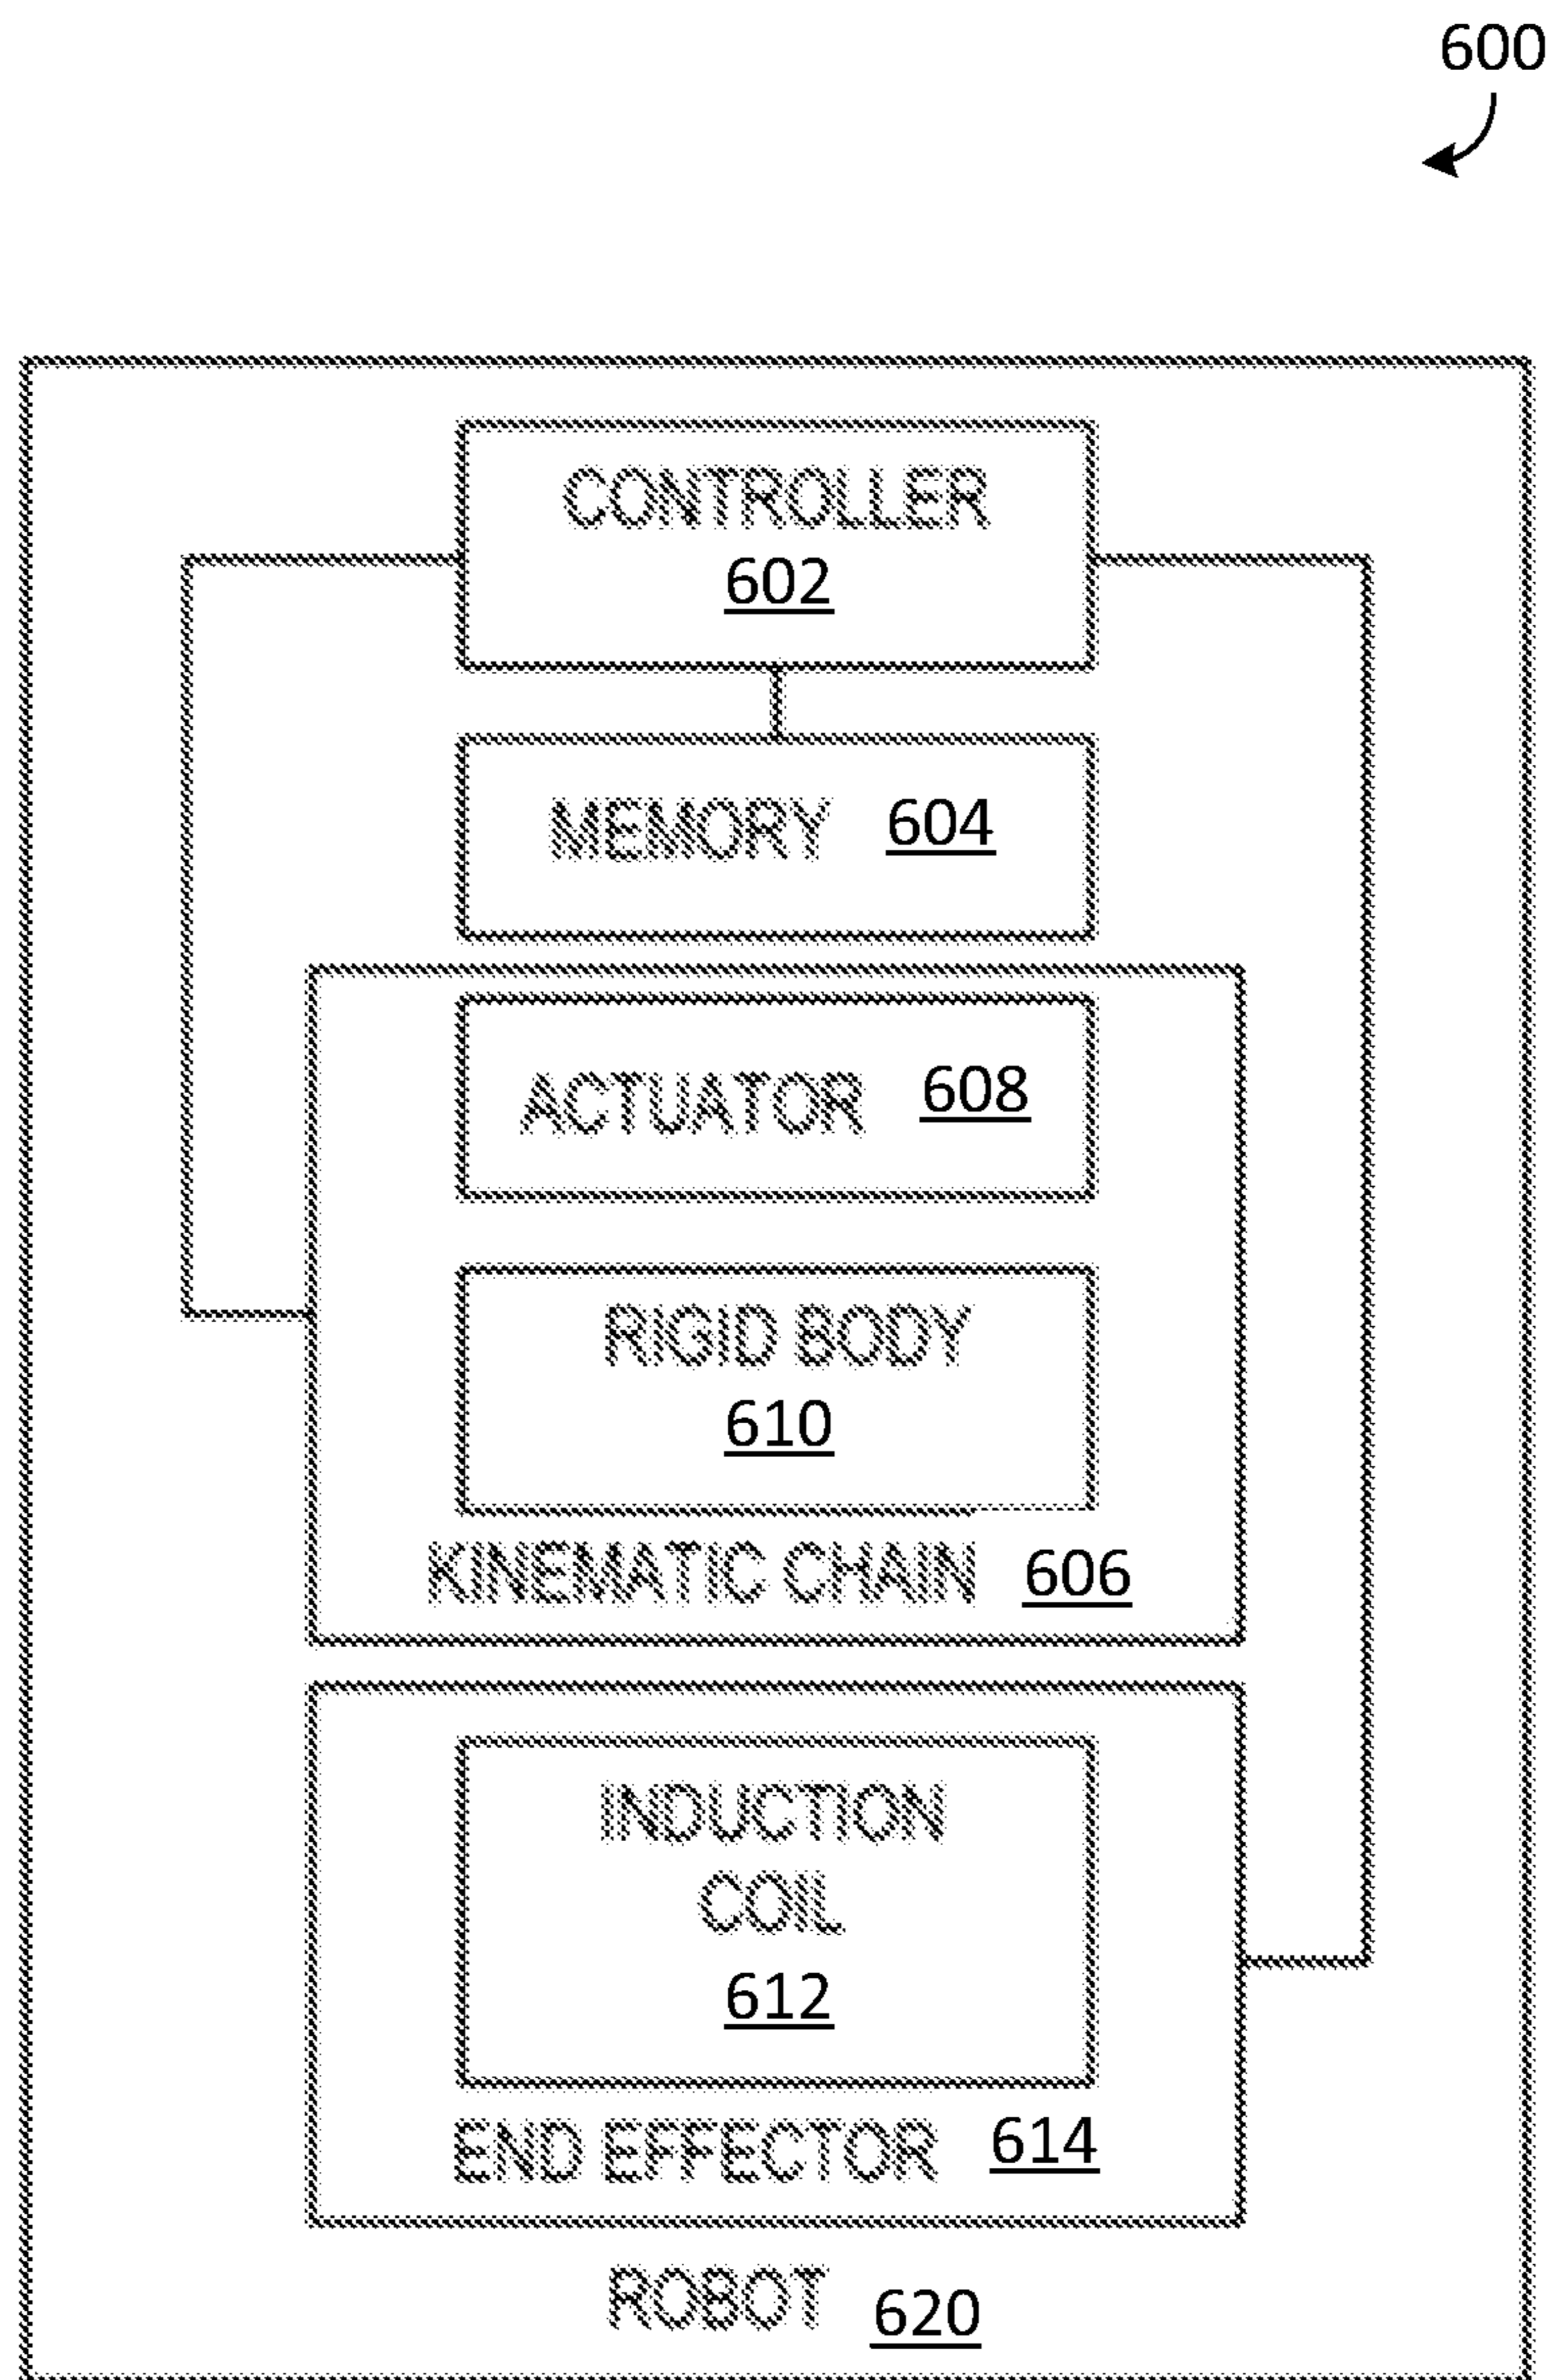 600
CONTROLLER
602
MEMORY 604
ACTUATOR 608
RIGID BODY
610
KINEMATIC CHAIN 606
INDUCTION
COIL
612
END EFFECTOR 614
ROBOT 620